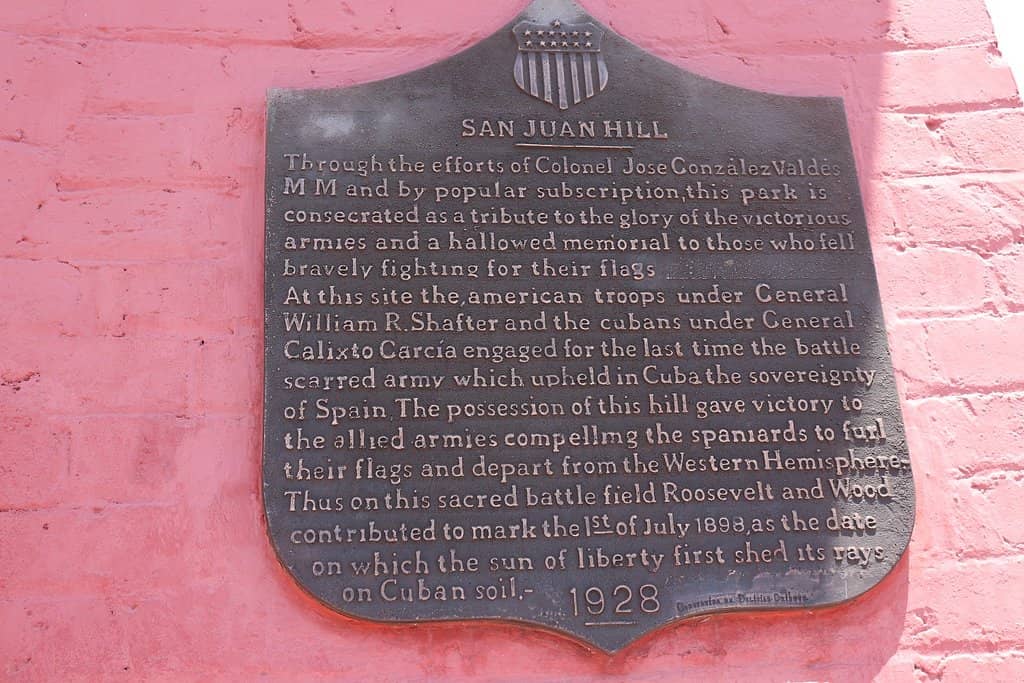 SAN JUAN HILL
Through the efforts of Colonel Jose González Valdés
M M and by popular subscription, this park is
consecrated as a tribute to the glory of the victorious
armies and a hallowed memorial to those who fell
bravely fighting for their flags
At this site the, american troops under General
William R. Shafter and the cubans under General
Calixto García engaged for the last time the battle
scarred army which upheld in Cuba the sovereignty
of Spain, The possession of this hill gave victory to
the allied armies compelling the spaniards to furl
their flags and depart from the Western Hemisphere.
Thus on this sacred battle field Roosevelt and Wood
contributed to mark the 1st of July 1898, as the date
on which the sun of liberty first shed its rays
on Cuban soil.-
1928